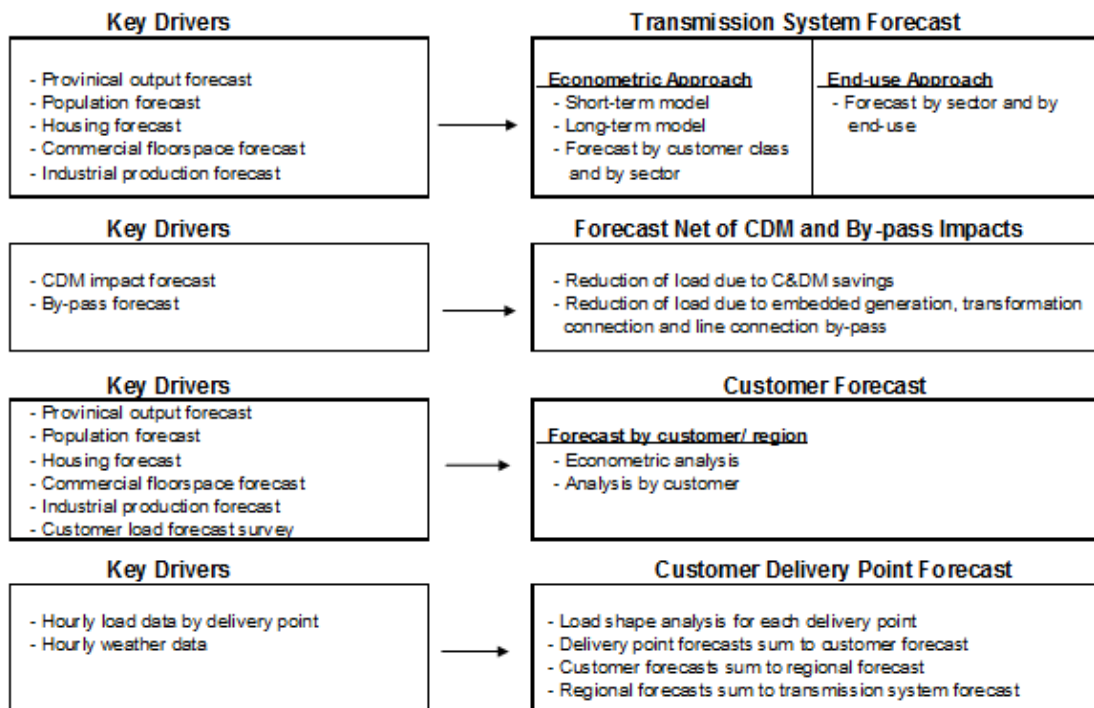 Key Drivers
- Provinical output forecast
- Population forecast
- Housing forecast
- Commercial floorspace forecast
- Industrial production forecast
Transmission System Forecast
Econometric Approach
- Short-term model
- Long-term model
- Forecast by customer class
and by sector
End-use Approach
- Forecast by sector and by
end-use
Key Drivers
- CDM impact forecast
- By-pass forecast
Forecast Net of CDM and By-pass Impacts
- Reduction of load due to C&DM savings
- Reduction of load due to embedded generation, transformation
connection and line connection by-pass
Key Drivers
- Provinical output forecast
- Population forecast
- Housing forecast
- Commercial floorspace forecast
- Industrial production forecast
- Customer load forecast survey
Customer Forecast
Forecast by customer/ region
- Econometric analysis
- Analysis by customer
Key Drivers
- Hourly load data by delivery point
- Hourly weather data
Customer Delivery Point Forecast
- Load shape analysis for each delivery point
- Delivery point forecasts sum to customer forecast
- Customer forecasts sum to regional forecast
- Regional forecasts sum to transmission system forecast